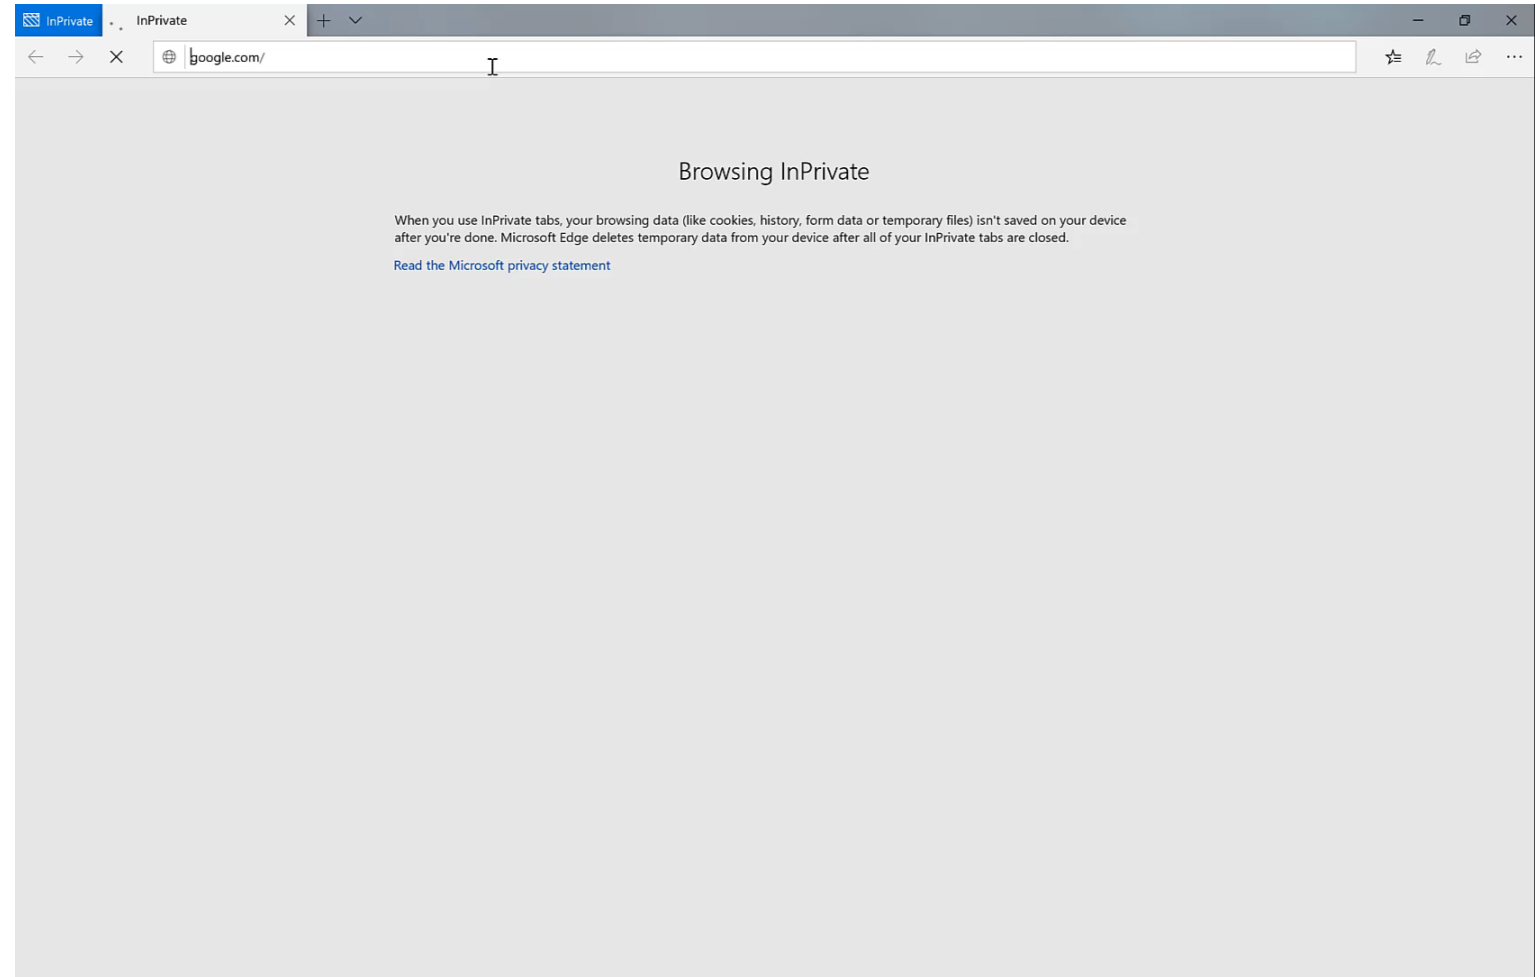 InPrivate InPrivate
google.com/
Browsing InPrivate
When you use InPrivate tabs, your browsing data (like cookies, history, form data or temporary files) isn't saved on your device
after you're done. Microsoft Edge deletes temporary data from your device after all of your InPrivate tabs are closed.
Read the Microsoft privacy statement